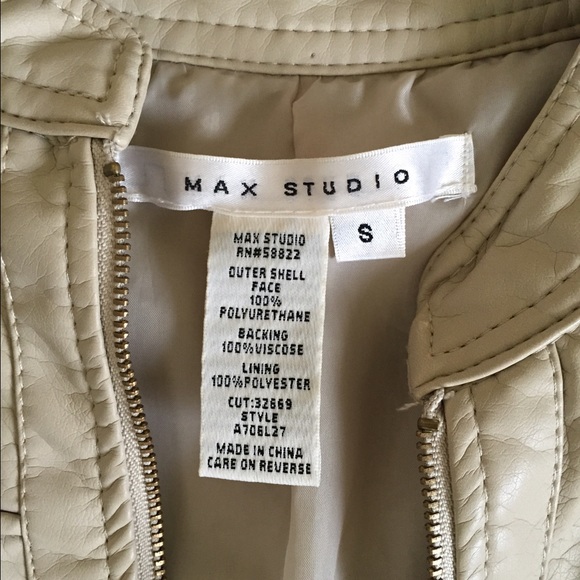 MAX STUDIO
S
MAX STUDIO
RN#58822
OUTER SHELL
FACE
100%
POLYURETHANE
BACKING
100%VISCOSE
LINING
100%POLYESTER
CUT:32869
STYLE
A706L27
MADE IN CHINA
CARE ON REVERSE